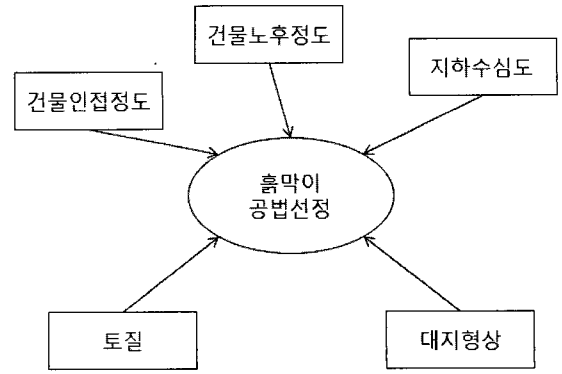 건물노후정도
지하수심도
건물인접정도
흙막이
공법선정
토질
대지형상